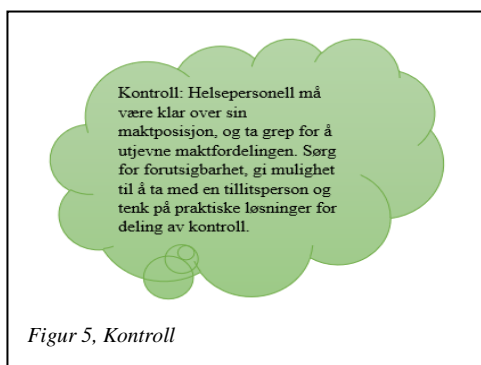 Kontroll: Helsepersonell må
være klar over sin
maktposisjon, og ta grep for å
utjevne maktfordelingen. Sørg
for forutsigbarhet, gi mulighet
til å ta med en tillitsperson og
tenk på praktiske løsninger for
deling av kontroll.
Figur 5, Kontroll